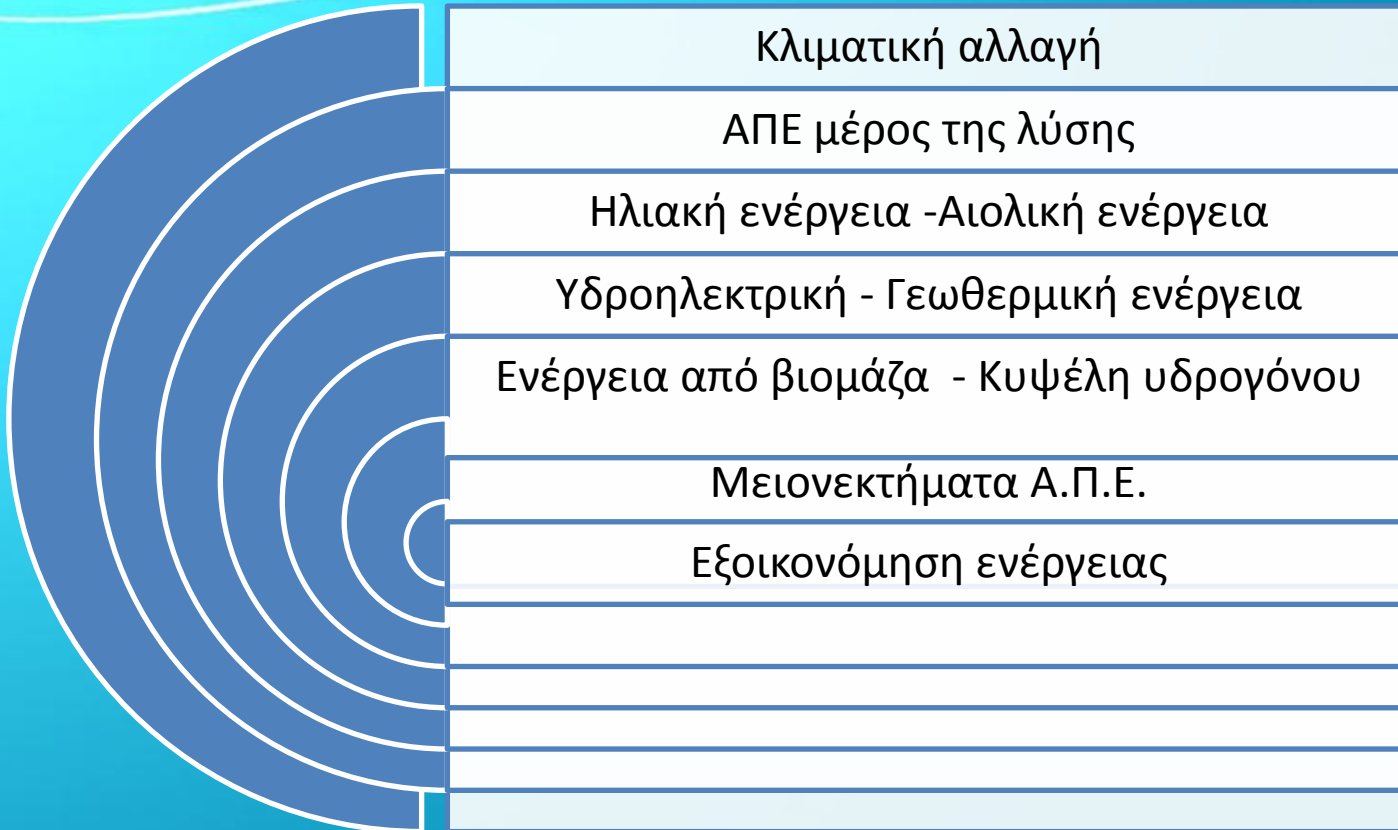 Κλιματική αλλαγή
ΑΠΕ μέρος της λύσης
Ηλιακή ενέργεια -Αιολική ενέργεια
Υδροηλεκτρική - Γεωθερμική ενέργεια
Ενέργεια από βιομάζα - Κυψέλη υδρογόνου
Μειονεκτήματα Α.Π.Ε.
Εξοικονόμηση ενέργειας